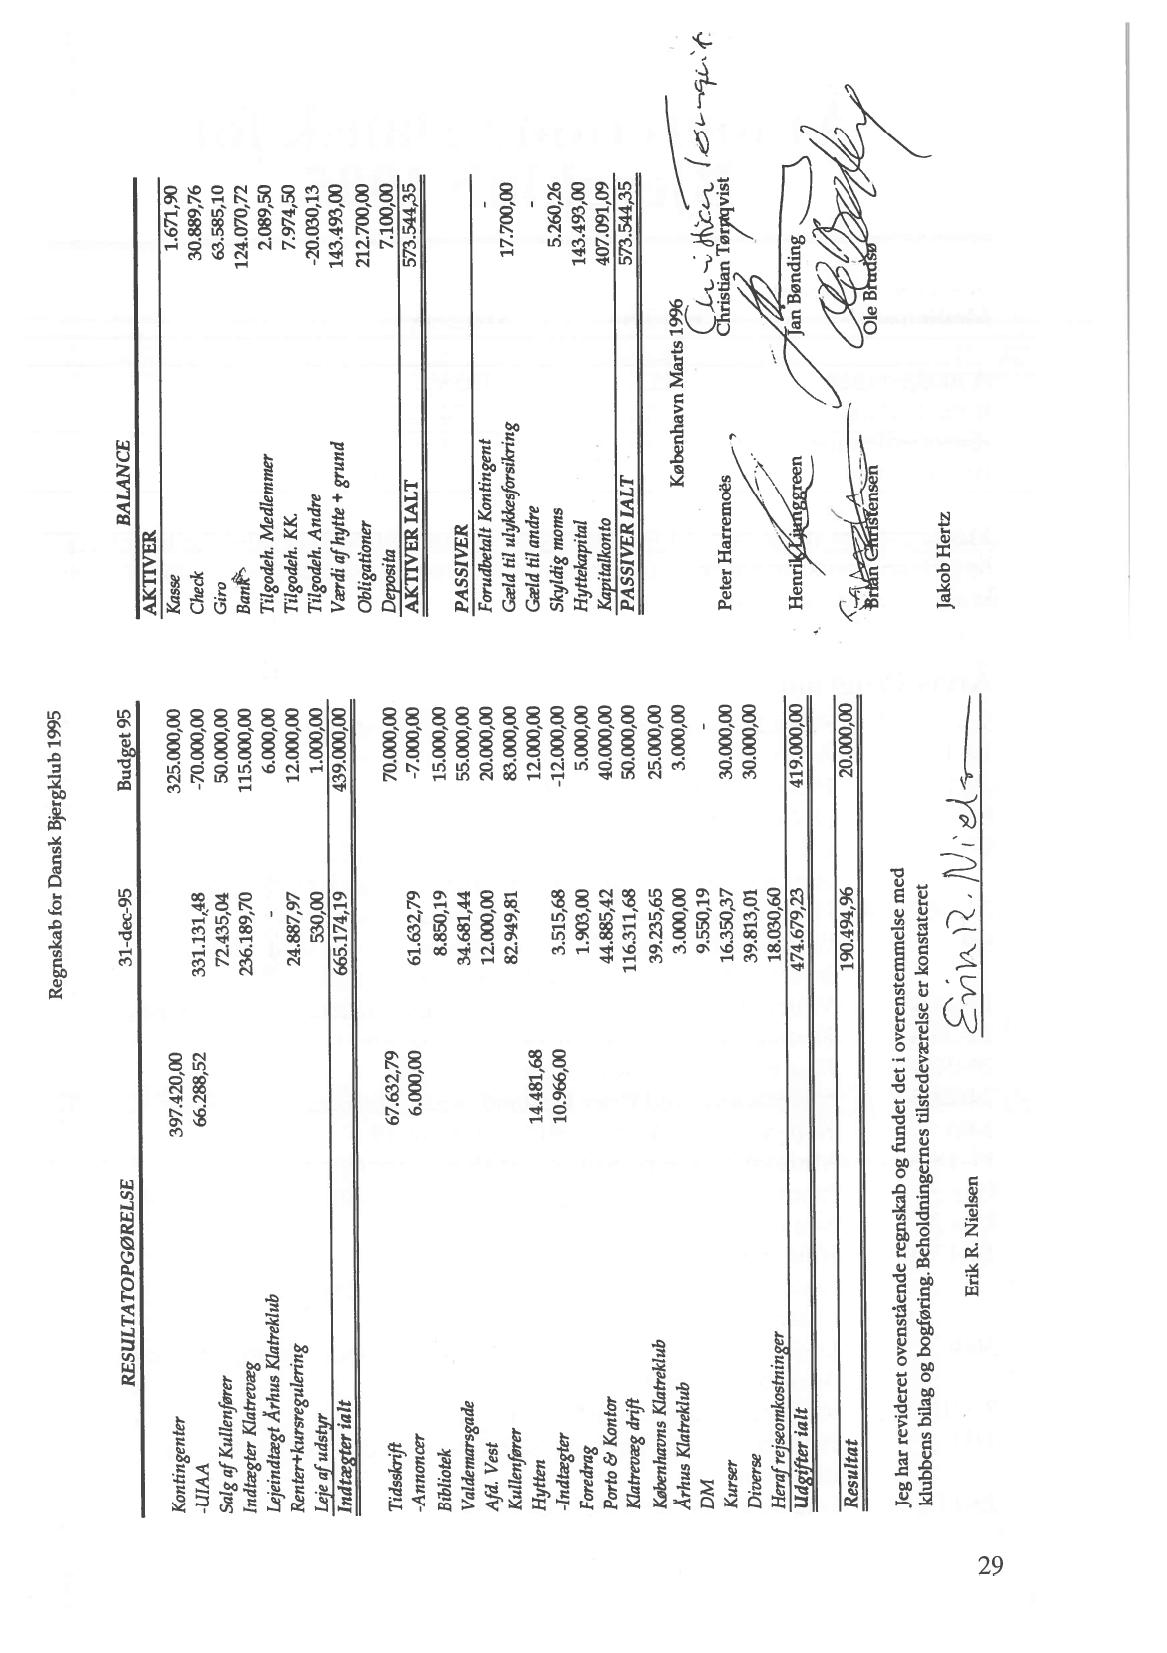 Regnskab for Dansk Bjergklub 1995
RESULTATOPGØRELSE 31-dec-95 Budget 95
Kontingenter 397.420,00 325.000,00
-UIAA 66.288,52 331.131,48 -70.000,00
Salg af Kullenfører 72.435,04 50.000,00
Indtægter Klatrevæg 236.189,70 115.000,00
Lejeindtægt Århus Klatreklub - 6.000,00
Renter+kursregulering 24.887,97 12.000,00
Leje af udstyr 530,00 1.000,00
Indtægter ialt 665.174,19 439.000,00
Tidsskrift 67.632,79 70.000,00
-Annoncer 6.000,00 61.632,79 -7.000,00
Bibliotek 8.850,19 15.000,00
Valdemarsgade 34.681,44 55.000,00
Afd. Vest 12.000,00 20.000,00
Kullenfører 82.949,81 83.000,00
Hytten 14.481,68 12.000,00
-Indtægter 10.966,00 3.515,68 -12.000,00
Foredrag 1.903,00 5.000,00
Porto & Kontor 44.885,42 40.000,00
Klatrevæg drift 116.311,68 50.000,00
Københavns Klatreklub 39.235,65 25.000,00
Århus Klatreklub 3.000,00 3.000,00
DM 9.550,19 -
Kurser 16.350,37 30.000,00
Diverse 39.813,01 30.000,00
Heraf rejseomkostninger 18.030,60
Udgifter ialt 474.679,23 419.000,00
Resultat 190.494,96 20.000,00
Jeg har revideret ovenstående regnskab og fundet det i overenstemmelse med
klubbens bilag og bogføring. Beholdningernes tilstedeværelse er konstateret
Erik R. Nielsen Erik R. Nielsen
BALANCE
AKTIVER
Kasse 1.671,90
Check 30.889,76
Giro 63.585,10
Bank 124.070,72
Tilgodeh. Medlemmer 2.089,50
Tilgodeh. KK. 7.974,50
Tilgodeh. Andre -20.030,13
Værdi af hytte + grund 143.493,00
Obligationer 212.700,00
Deposita 7.100,00
AKTIVER IALT 573.544,35
PASSIVER
Forudbetalt Kontingent -
Gæld til ulykkesforsikring 17.700,00
Gæld til andre -
Skyldig moms 5.260,26
Hyttekapital 143.493,00
Kapitalkonto 407.091,09
PASSIVER IALT 573.544,35
København Marts 1996
Christian Tørnqvist
Peter Harremoës Christian Tørnqvist
Henrik Ljunggreen Jan Bønding
Brian Christensen Ole Brudsø
Jakob Hertz
29